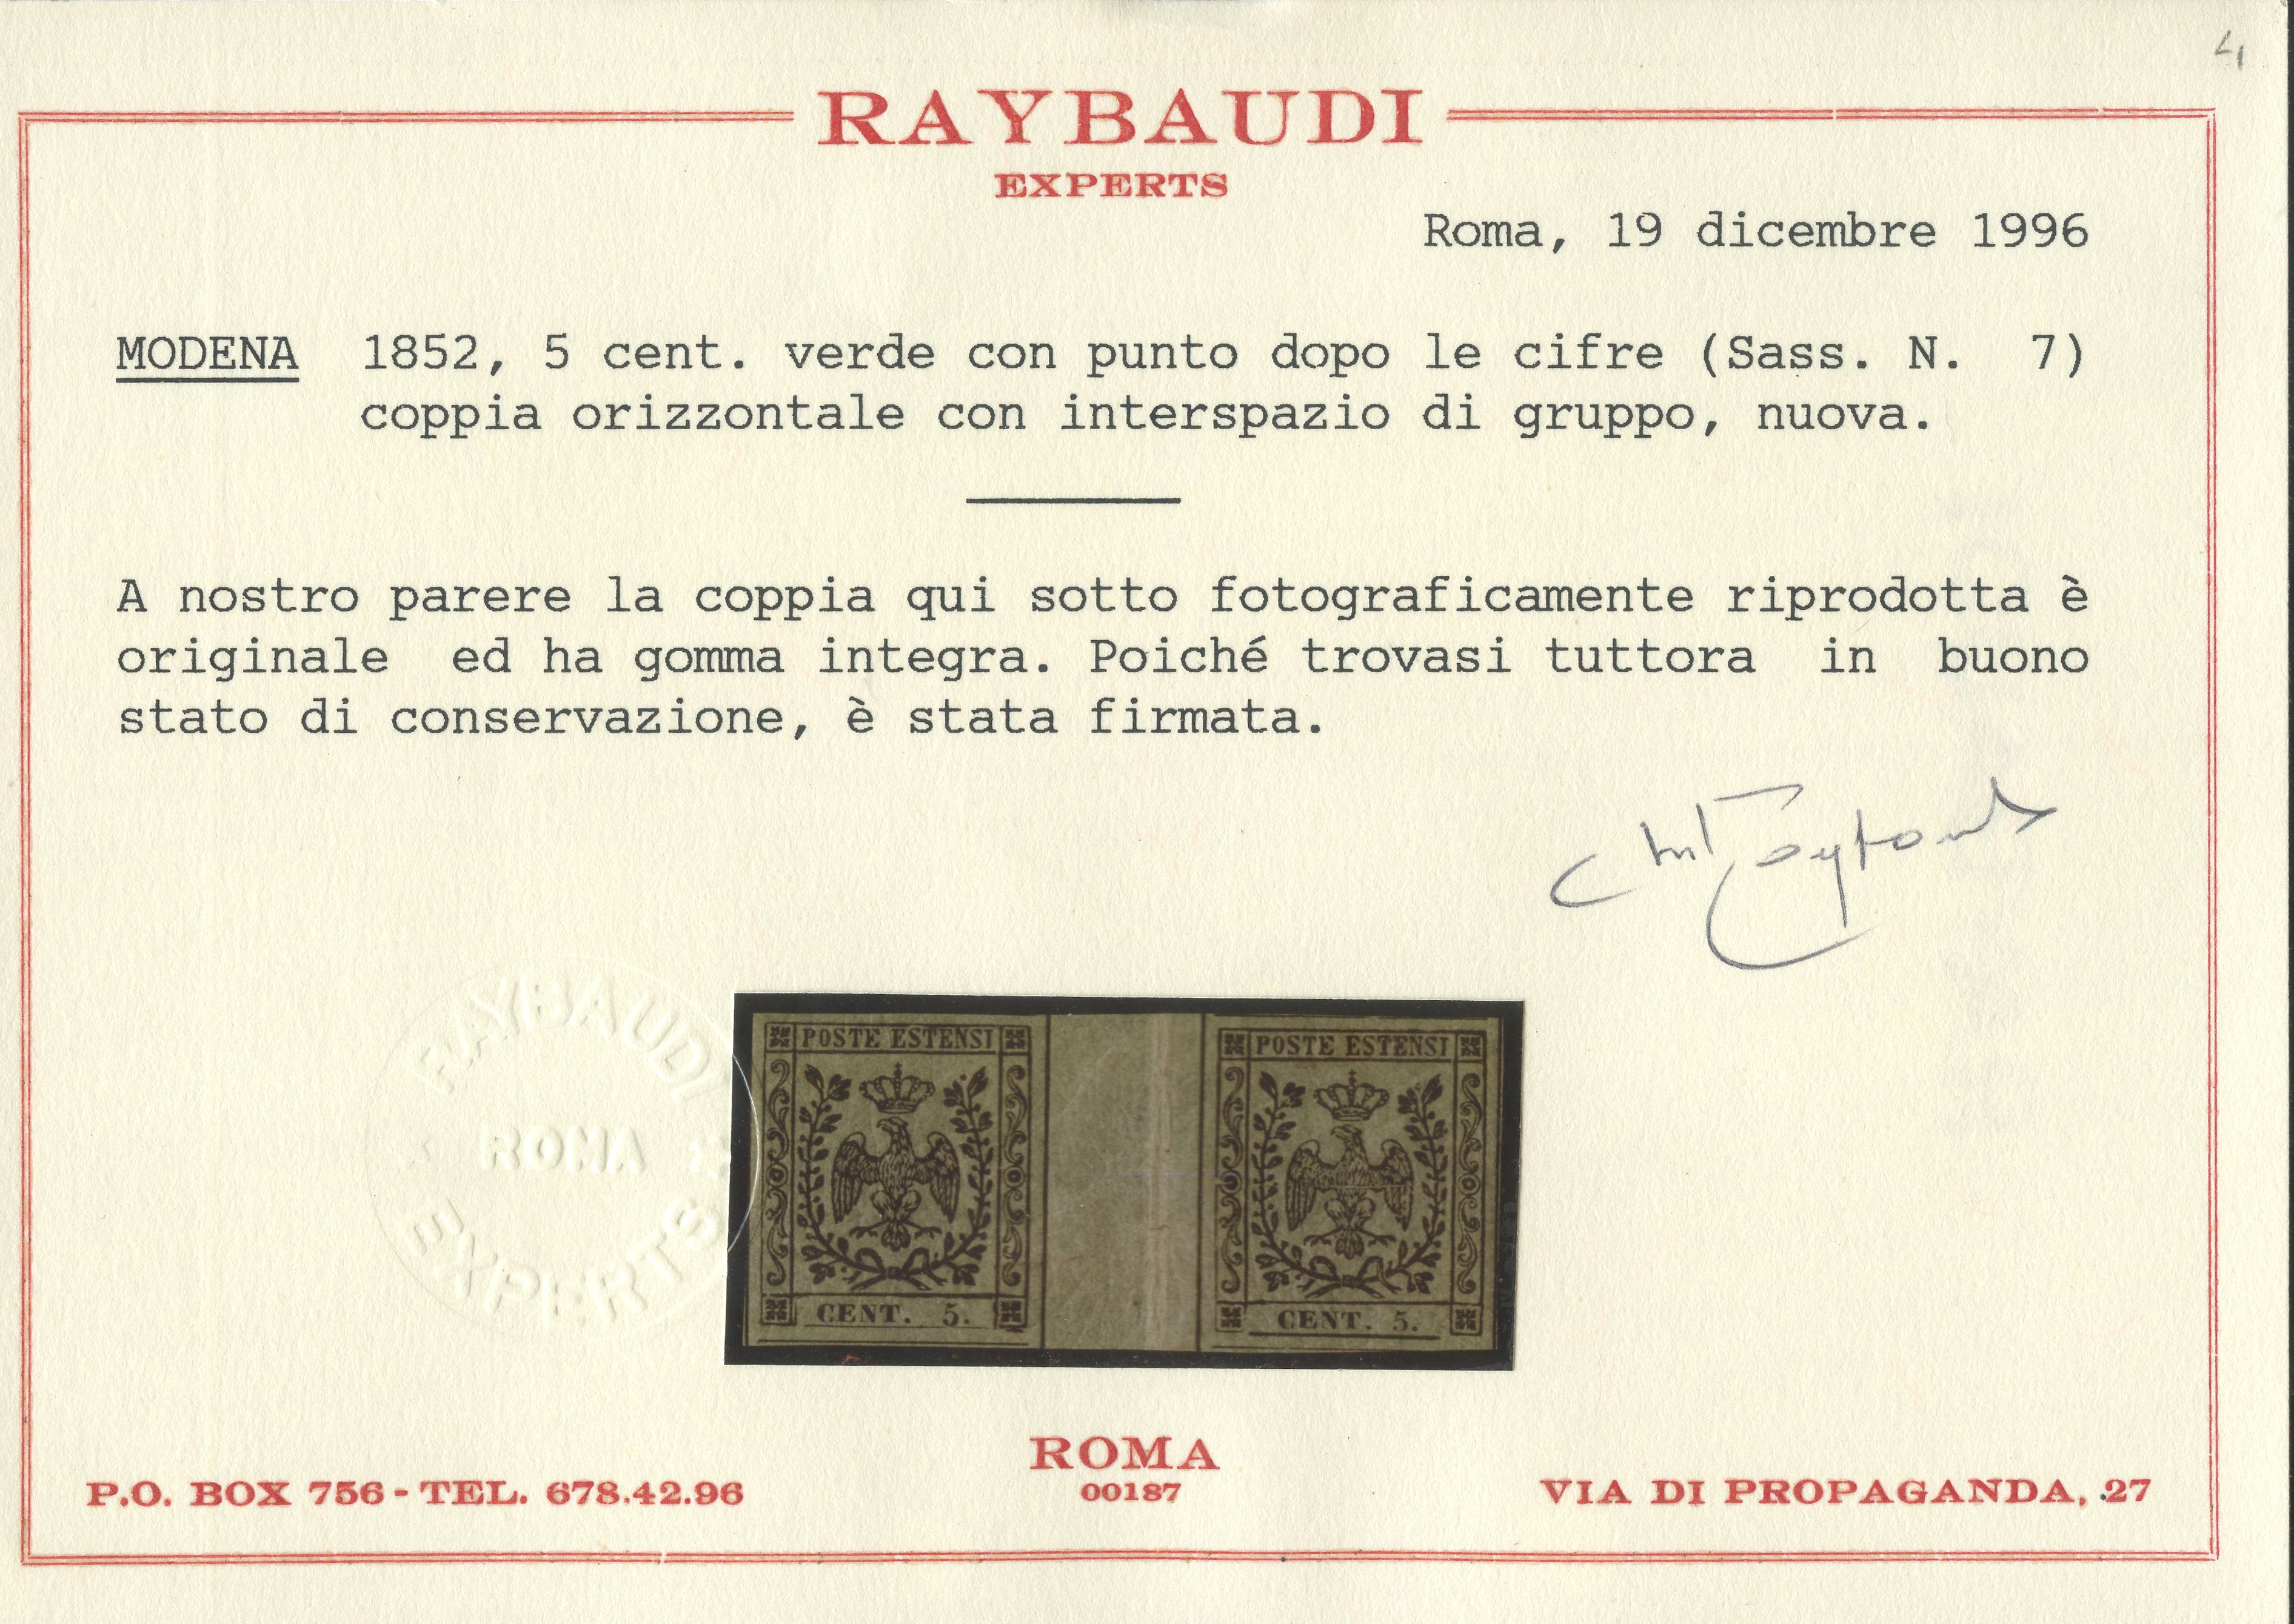 RAYBAUDI
EXPERTS
Roma, 19 dicembre 1996
MODENA 1852, 5 cent. verde con punto dopo le cifre (Sass. N. 7)
coppia orizzontale con interspazio di gruppo, nuova.
A nostro parere la coppia qui sotto fotograficamente riprodotta è
originale ed ha gomma integra. Poiché trovasi tuttora in buono
stato di conservazione, è stata firmata.
RAYBAUDI
ROMA
EXPERTS
POSTE ESTENSI
CENT. 5.
POSTE ESTENSI
CENT. 5.
ROMA
00187
P.O. BOX 756 - TEL. 678.42.96
VIA DI PROPAGANDA, 27